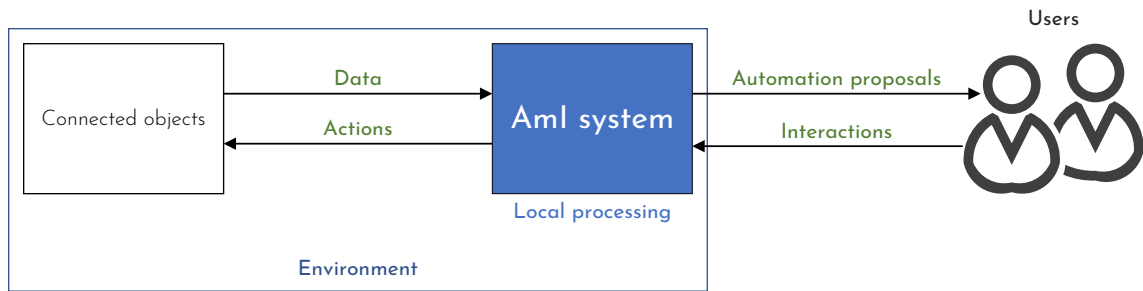 Users
Data
Automation proposals
Connected objects
AmI system
Actions
Interactions
Local processing
Environment